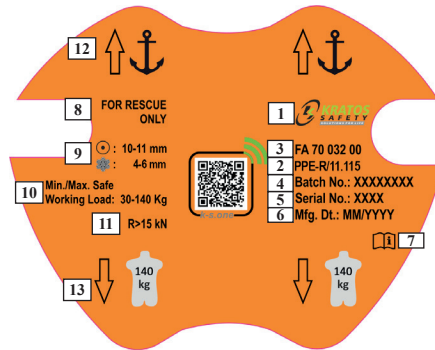 12
8
FOR RESCUE
ONLY
9
: 10-11 mm
: 4-6 mm
10
Min./Max. Safe
Working Load: 30-140 Kg
11
R>15 kN
13
140
kg
k-s.one
1
KRATOS
SAFETY
3
FA 70 032 00
2
PPE-R/11.115
4
Batch No.: XXXXXXXX
5
Serial No.: XXXX
6
Mfg. Dt.: MM/YYYY
i
7
140
kg